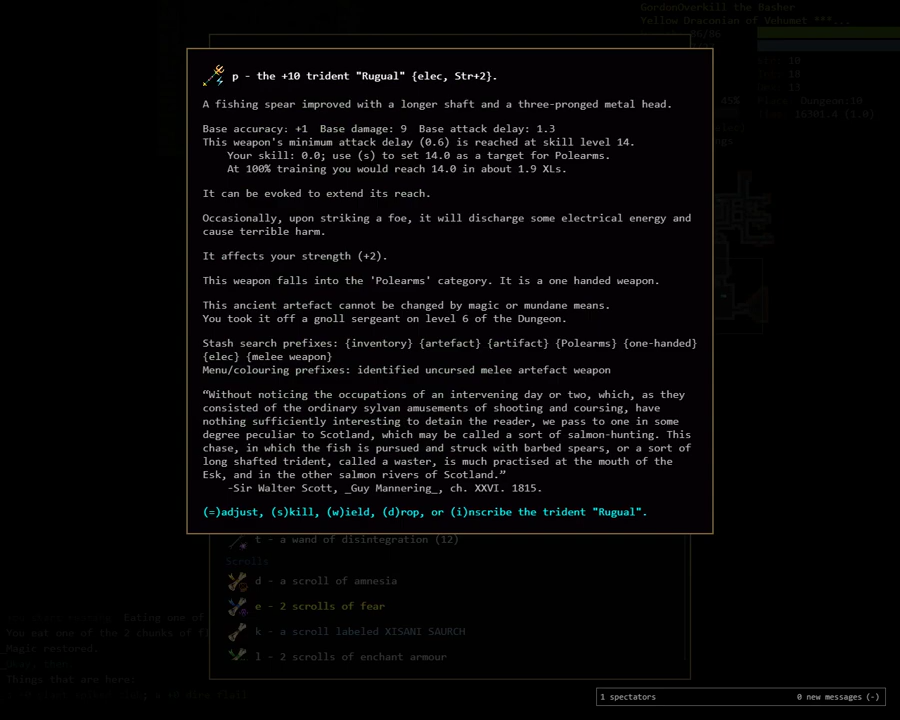 GordonOverkill the Basher
Yellow Draconian of Vehumet ***...
p - the +10 trident "Rugual" {elec, Str+2}.
A fishing spear improved with a longer shaft and a three-pronged metal head.
Base accuracy: +1  Base damage: 9  Base attack delay: 1.3
This weapon's minimum attack delay (0.6) is reached at skill level 14.
Your skill: 0.0; use (s) to set 14.0 as a target for Polearms.
At 100% training you would reach 14.0 in about 1.9 XLs.
It can be evoked to extend its reach.
Occasionally, upon striking a foe, it will discharge some electrical energy and
cause terrible harm.
It affects your strength (+2).
This weapon falls into the 'Polearms' category. It is a one handed weapon.
This ancient artefact cannot be changed by magic or mundane means.
You took it off a gnoll sergeant on level 6 of the Dungeon.
Stash search prefixes: {inventory} {artefact} {artifact} {Polearms} {one-handed}
{elec} {melee weapon}
Menu/colouring prefixes: identified uncursed melee artefact weapon
“Without noticing the occupations of an intervening day or two, which, as they
consisted of the ordinary sylvan amusements of shooting and coursing, have
nothing sufficiently interesting to detain the reader, we pass to one in some
degree peculiar to Scotland, which may be called a sort of salmon-hunting. This
chase, in which the fish is pursued and struck with barbed spears, or a sort of
long shafted trident, called a waster, is much practised at the mouth of the
Esk, and in the other salmon rivers of Scotland.”
-Sir Walter Scott, _Guy Mannering_, ch. XXVI. 1815.
(=)adjust, (s)kill, (w)ield, (d)rop, or (i)nscribe the trident "Rugual".
t - a wand of disintegration (12)
Scrolls
d - a scroll of amnesia
e - 2 scrolls of fear
k - a scroll labeled XISANI SAURCH
l - 2 scrolls of enchant armour
Eating one of
You eat one of the 2 chunks of
Magic restored.
Things that are here:
1 spectators
0 new messages (-)